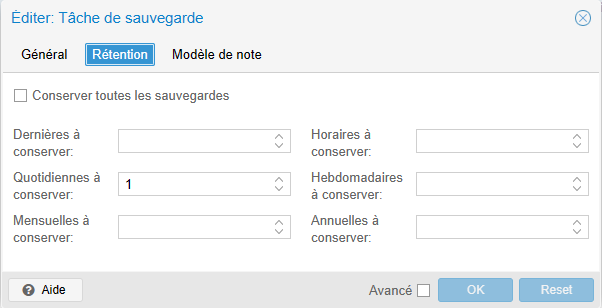 Éditer: Tâche de sauvegarde
Général Rétention Modèle de note
Conserver toutes les sauvegardes
Dernières à conserver:
Horaires à conserver:
Quotidiennes à conserver: 1
Hebdomadaires à conserver:
Mensuelles à conserver:
Annuelles à conserver:
Aide Avancé OK Reset